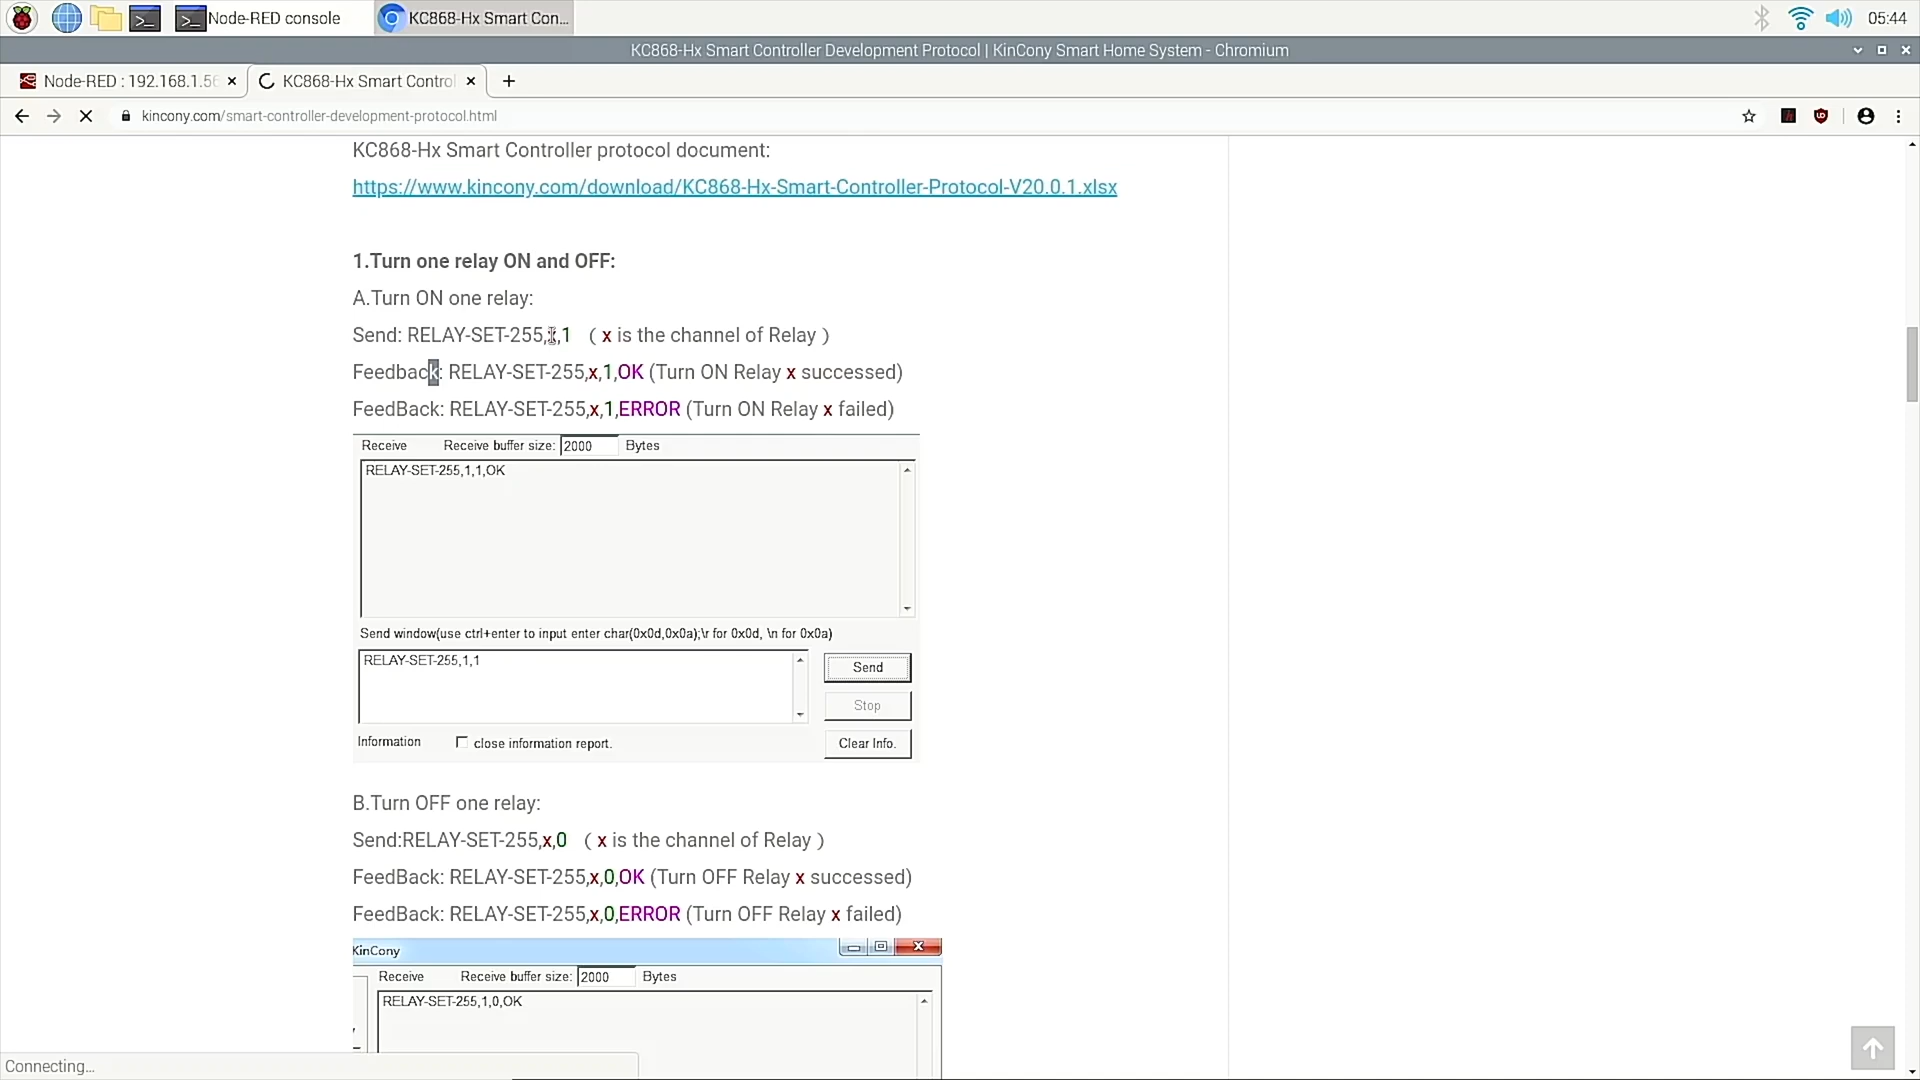 Node-RED console
KC868-Hx Smart Con...
05:44
KC868-Hx Smart Controller Development Protocol | KinCony Smart Home System - Chromium
Node-RED : 192.168.1.56
KC868-Hx Smart Control
kincony.com/smart-controller-development-protocol.html
KC868-Hx Smart Controller protocol document:
https://www.kincony.com/download/KC868-Hx-Smart-Controller-Protocol-V20.0.1.xlsx
1.Turn one relay ON and OFF:
A.Turn ON one relay:
Send: RELAY-SET-255,x,1 ( x is the channel of Relay )
Feedback: RELAY-SET-255,x,1,OK (Turn ON Relay x successed)
FeedBack: RELAY-SET-255,x,1,ERROR (Turn ON Relay x failed)
Receive Receive buffer size: 2000 Bytes
RELAY-SET-255,1,1,OK
Send window(use ctrl+enter to input enter char(0x0d,0x0a);\r for 0x0d, \n for 0x0a)
RELAY-SET-255,1,1
Send
Stop
Information close information report.
Clear Info.
B.Turn OFF one relay:
Send:RELAY-SET-255,x,0 ( x is the channel of Relay )
FeedBack: RELAY-SET-255,x,0,OK (Turn OFF Relay x successed)
FeedBack: RELAY-SET-255,x,0,ERROR (Turn OFF Relay x failed)
KinCony
Receive Receive buffer size: 2000 Bytes
RELAY-SET-255,1,0,OK
Connecting...